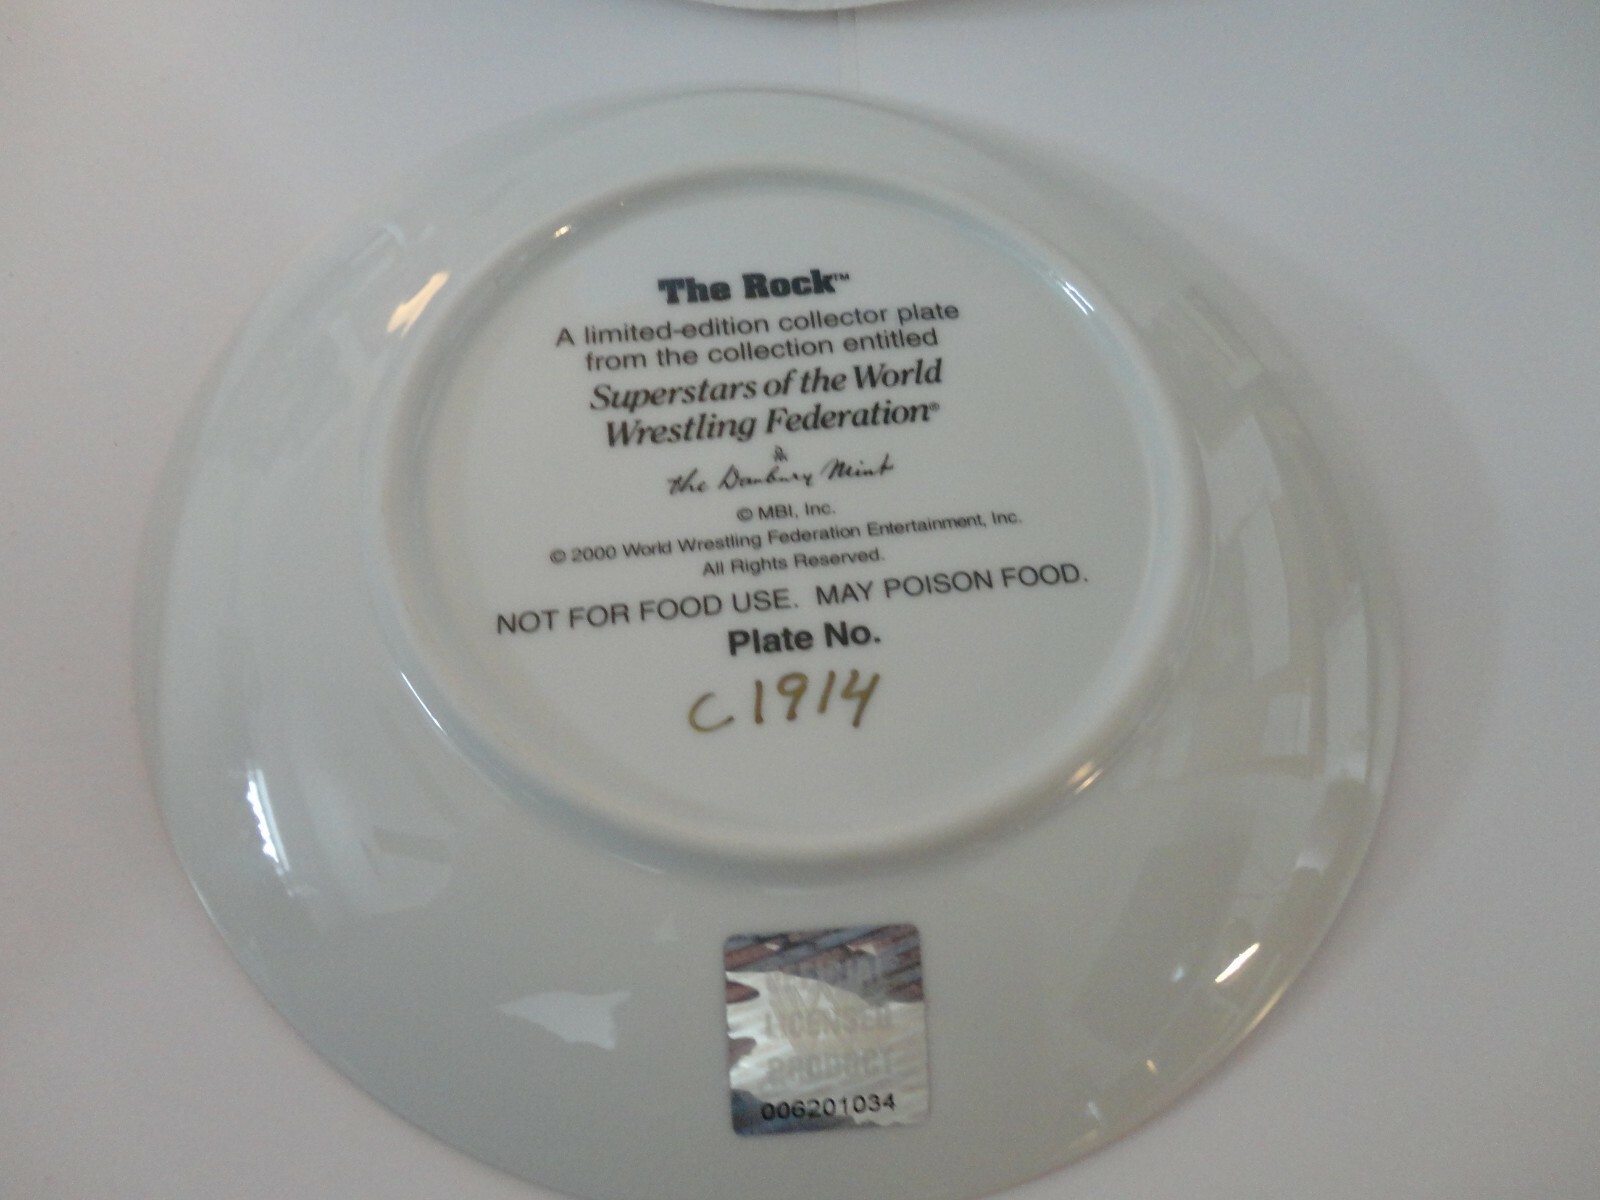 The Rock™
A limited-edition collector plate
from the collection entitled
Superstars of the World
Wrestling Federation®
the Danbury Mint
© MBI, Inc.
© 2000 World Wrestling Federation Entertainment, Inc.
All Rights Reserved.
NOT FOR FOOD USE. MAY POISON FOOD.
Plate No.
C1914
LICENSED
PRODUCT
006201034